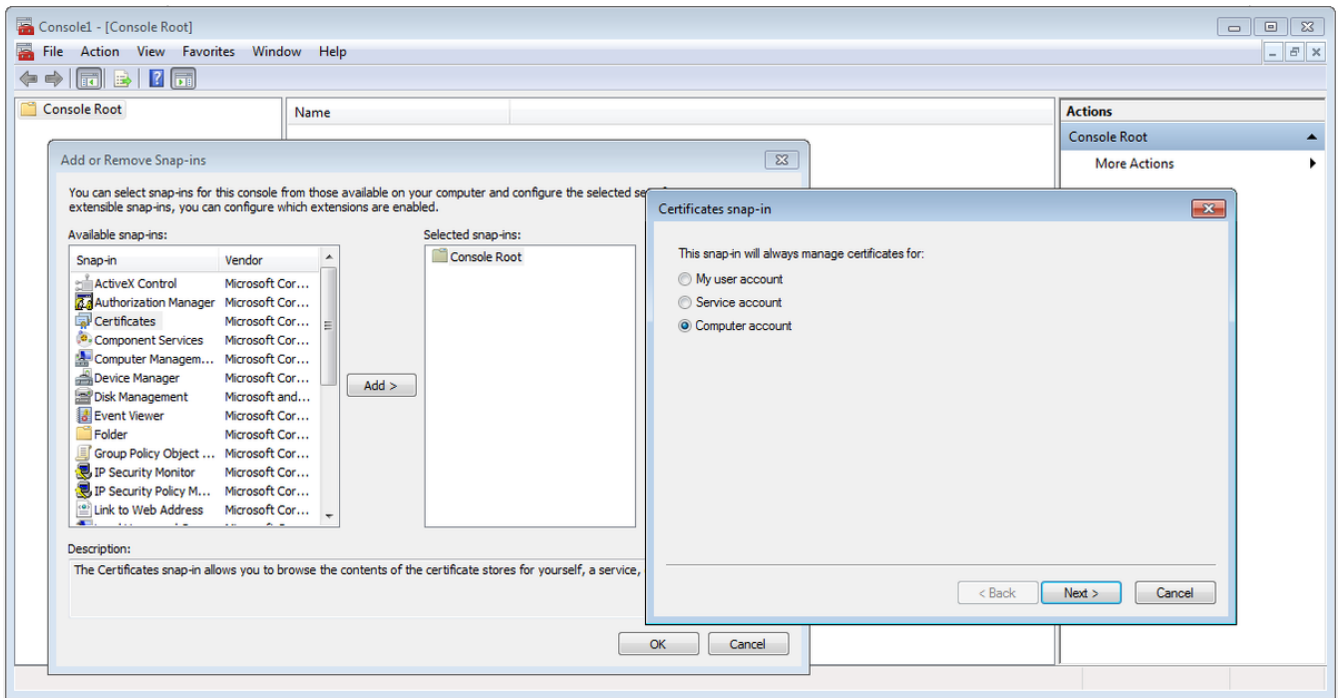 Console1 - [Console Root]
File Action View Favorites Window Help
Console Root
Name
Actions
Console Root
More Actions
Add or Remove Snap-ins
You can select snap-ins for this console from those available on your computer and configure the selected
extensible snap-ins, you can configure which extensions are enabled.
Available snap-ins:
Snap-in Vendor
ActiveX Control Microsoft Cor...
Authorization Manager Microsoft Cor...
Certificates Microsoft Cor...
Component Services Microsoft Cor...
Computer Managem... Microsoft Cor...
Device Manager Microsoft Cor...
Disk Management Microsoft and...
Event Viewer Microsoft Cor...
Folder Microsoft Cor...
Group Policy Object ... Microsoft Cor...
IP Security Monitor Microsoft Cor...
IP Security Policy M... Microsoft Cor...
Link to Web Address Microsoft Cor...
Add >
Selected snap-ins:
Console Root
Description:
The Certificates snap-in allows you to browse the contents of the certificate stores for yourself, a service,
OK Cancel
Certificates snap-in
This snap-in will always manage certificates for:
My user account
Service account
Computer account
< Back Next > Cancel